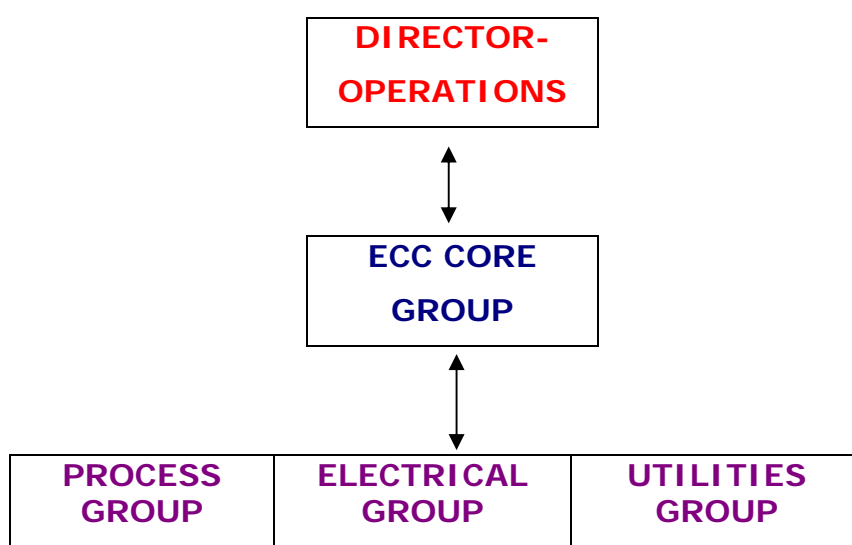 DIRECTOR-
OPERATIONS
ECC CORE
GROUP
PROCESS
GROUP
ELECTRICAL
GROUP
UTILITIES
GROUP